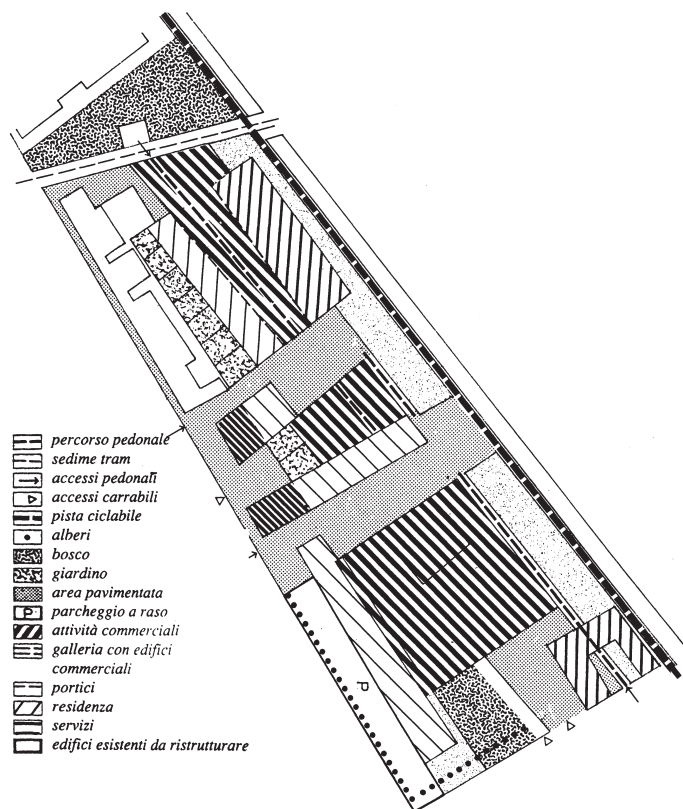 percorso pedonale
sedime tram
accessi pedonali
accessi carrabili
pista ciclabile
alberi
bosco
giardino
area pavimentata
P parcheggio a raso
attività commerciali
galleria con edifici
commerciali
portici
residenza
servizi
edifici esistenti da ristrutturare
P